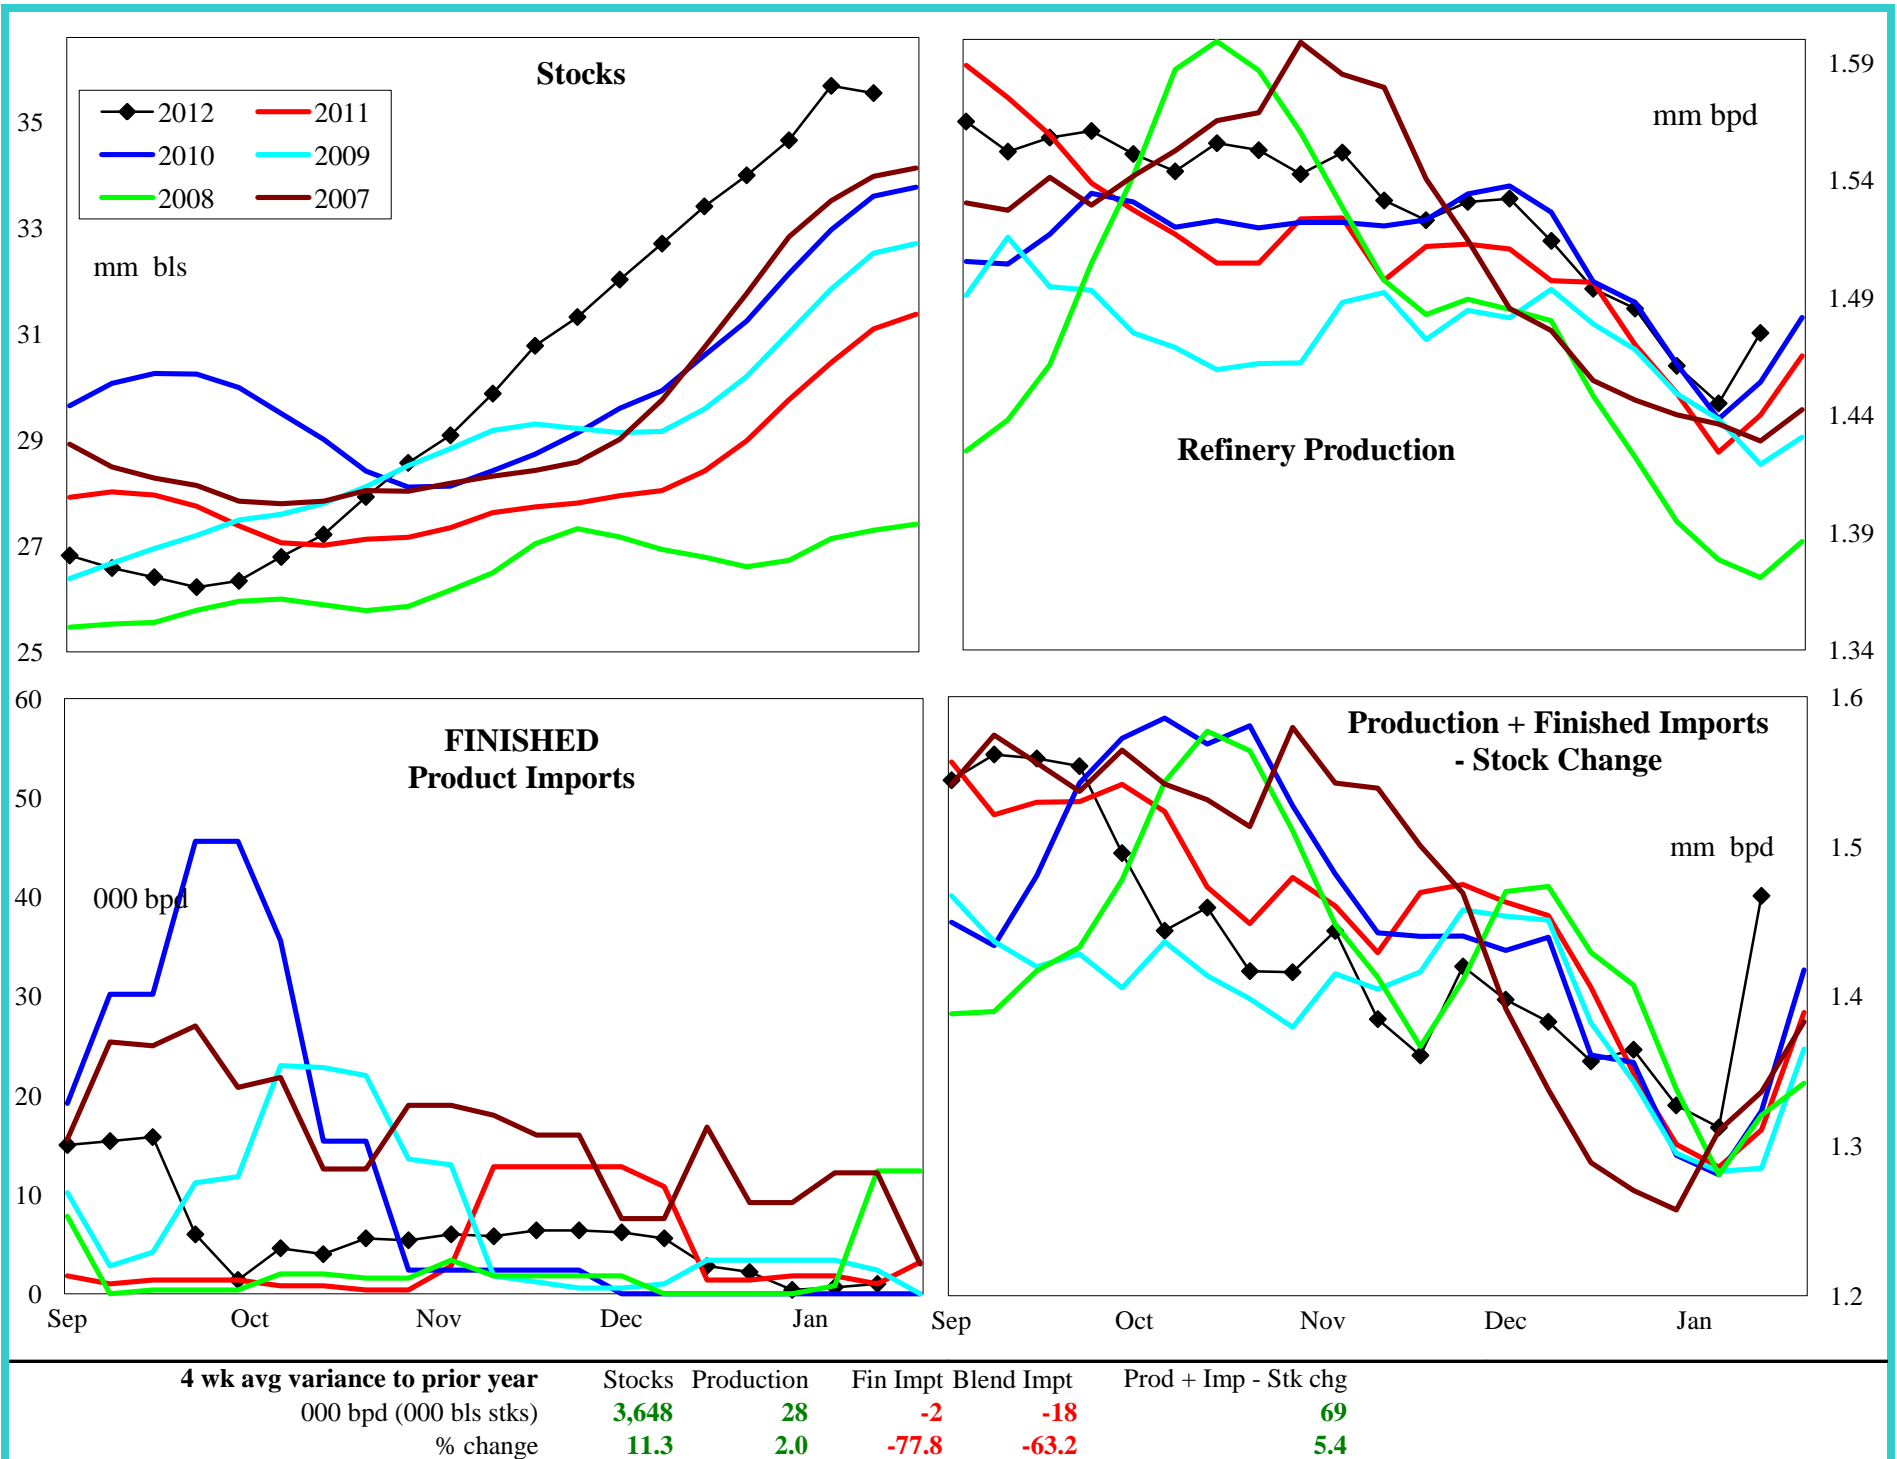 Stocks
2012 2011
2010 2009
2008 2007
mm bls
35
33
31
29
27
25
Refinery Production
mm bpd
1.59
1.54
1.49
1.44
1.39
1.34
FINISHED
Product Imports
000 bpd
60
50
40
30
20
10
0
Sep Oct Nov Dec Jan
Production + Finished Imports
- Stock Change
mm bpd
1.6
1.5
1.4
1.3
1.2
Sep Oct Nov Dec Jan
4 wk avg variance to prior year Stocks Production Fin Impt Blend Impt Prod + Imp - Stk chg
000 bpd (000 bls stks) 3,648 28 -2 -18 69
% change 11.3 2.0 -77.8 -63.2 5.4